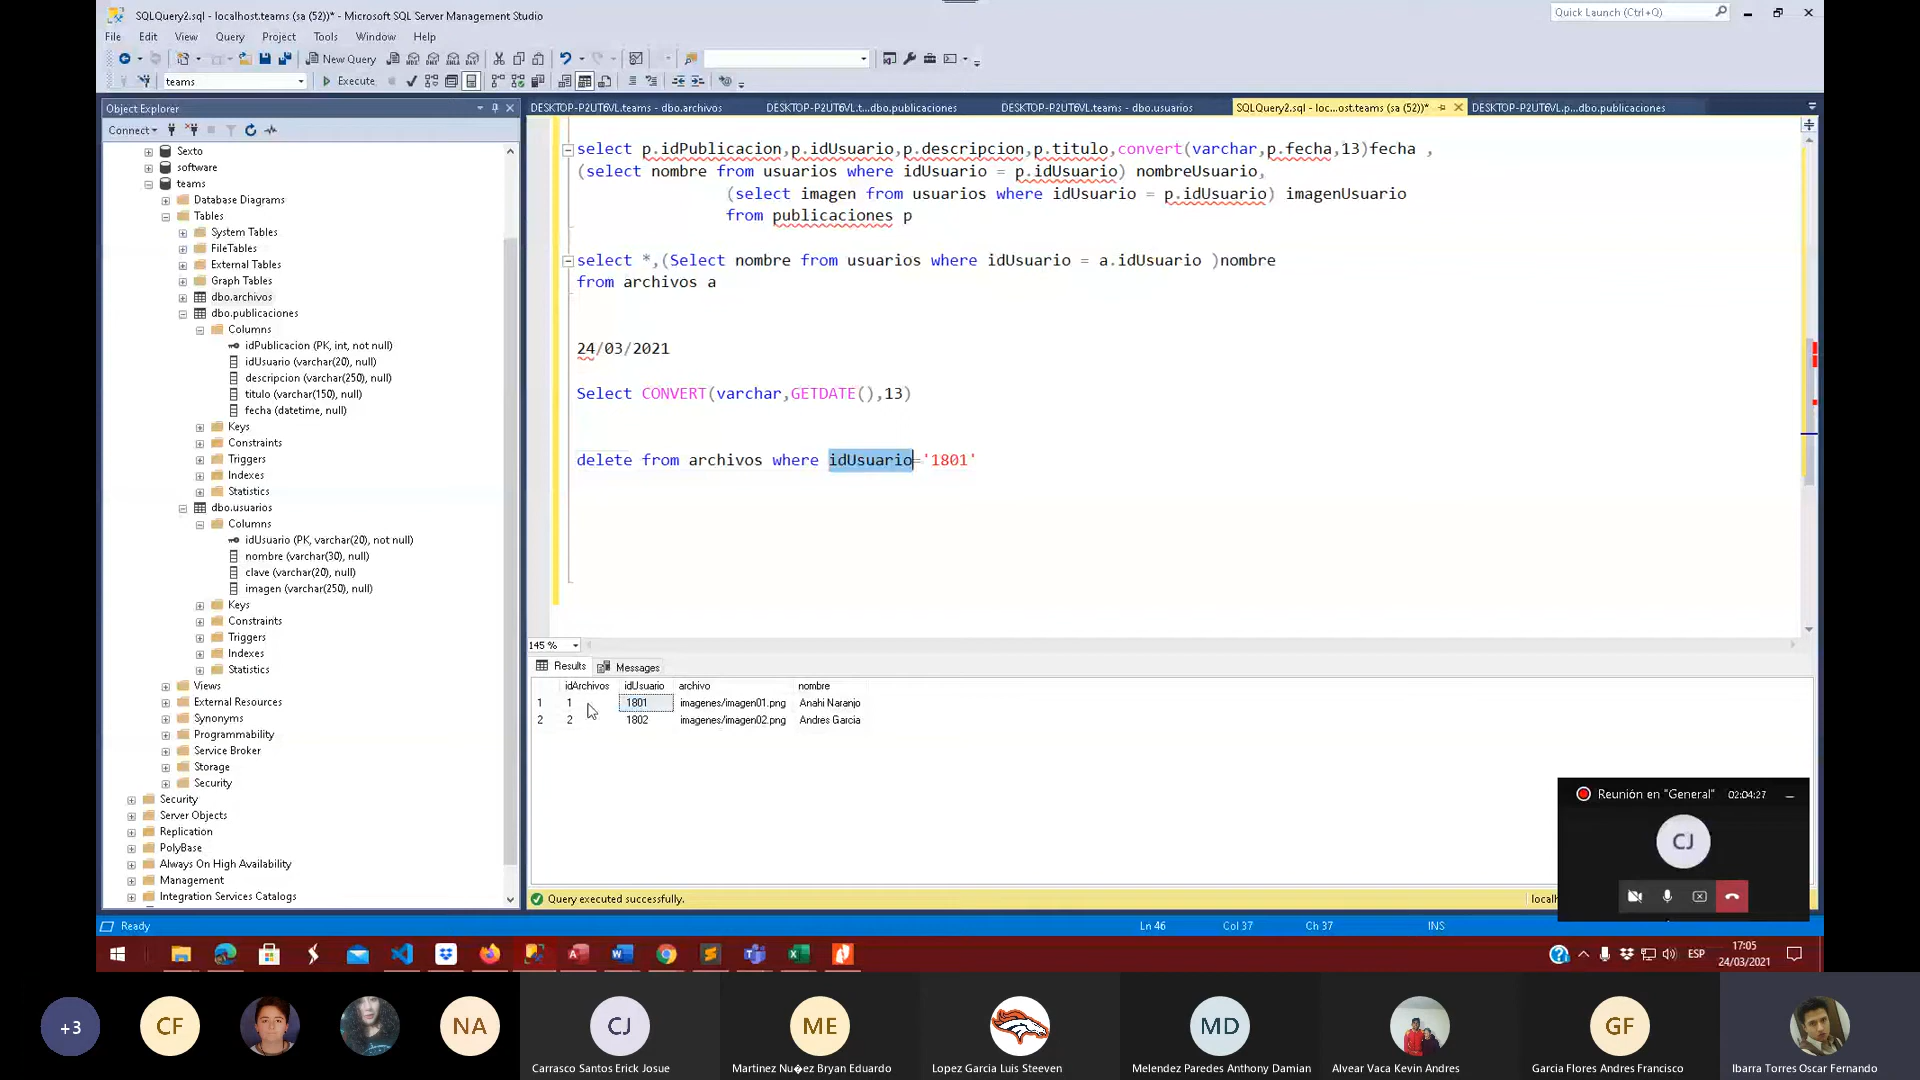 SQLQuery2.sql - localhost.teams (sa (52))* - Microsoft SQL Server Management Studio
Quick Launch (Ctrl+Q)
File Edit View Query Project Tools Window Help
New Query
teams
Execute
Object Explorer
DESKTOP-P2UT6VL.teams - dbo.archivos
DESKTOP-P2UT6VL.t...dbo.publicaciones
DESKTOP-P2UT6VL.teams - dbo.usuarios
SQLQuery2.sql - loc...ost.teams (sa (52))*
DESKTOP-P2UT6VL.p...dbo.publicaciones
Connect
Sexto
software
teams
Database Diagrams
Tables
System Tables
FileTables
External Tables
Graph Tables
dbo.archivos
dbo.publicaciones
Columns
idPublicacion (PK, int, not null)
idUsuario (varchar(20), null)
descripcion (varchar(250), null)
titulo (varchar(150), null)
fecha (datetime, null)
Keys
Constraints
Triggers
Indexes
Statistics
dbo.usuarios
Columns
idUsuario (PK, varchar(20), not null)
nombre (varchar(30), null)
clave (varchar(20), null)
imagen (varchar(250), null)
Keys
Constraints
Triggers
Indexes
Statistics
Views
External Resources
Synonyms
Programmability
Service Broker
Storage
Security
Security
Server Objects
Replication
PolyBase
Always On High Availability
Management
Integration Services Catalogs
select p.idPublicacion,p.idUsuario,p.descripcion,p.titulo,convert(varchar,p.fecha,13)fecha ,
(select nombre from usuarios where idUsuario = p.idUsuario) nombreUsuario,
(select imagen from usuarios where idUsuario = p.idUsuario) imagenUsuario
from publicaciones p
select *,(Select nombre from usuarios where idUsuario = a.idUsuario )nombre
from archivos a
24/03/2021
Select CONVERT(varchar,GETDATE(),13)
delete from archivos where idUsuario='1801'
145 %
Results Messages
idArchivos idUsuario archivo nombre
1 1 1801 imagenes/imagen01.png Anahi Naranjo
2 2 1802 imagenes/imagen02.png Andres Garcia
Reunión en "General" 02:04:27
CJ
Query executed successfully.
localh
Ready
Ln 46 Col 37 Ch 37 INS
ESP
17:05
24/03/2021
+3
CF
NA
CJ
ME
MD
GF
Carrasco Santos Erick Josue
Martinez Nu�ez Bryan Eduardo
Lopez Garcia Luis Steeven
Melendez Paredes Anthony Damian
Alvear Vaca Kevin Andres
Garcia Flores Andres Francisco
Ibarra Torres Oscar Fernando